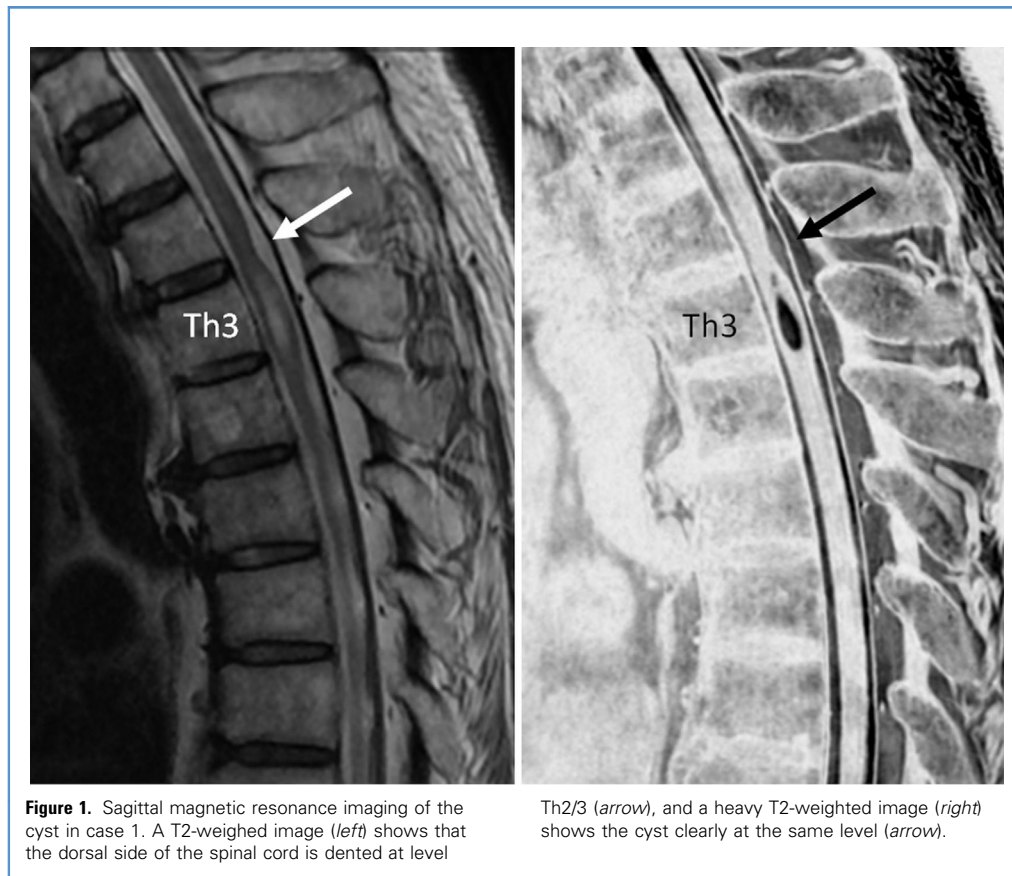 Th3
Th3
Figure 1. Sagittal magnetic resonance imaging of the
cyst in case 1. A T2-weighed image (left) shows that
the dorsal side of the spinal cord is dented at level
Th2/3 (arrow), and a heavy T2-weighted image (right)
shows the cyst clearly at the same level (arrow).